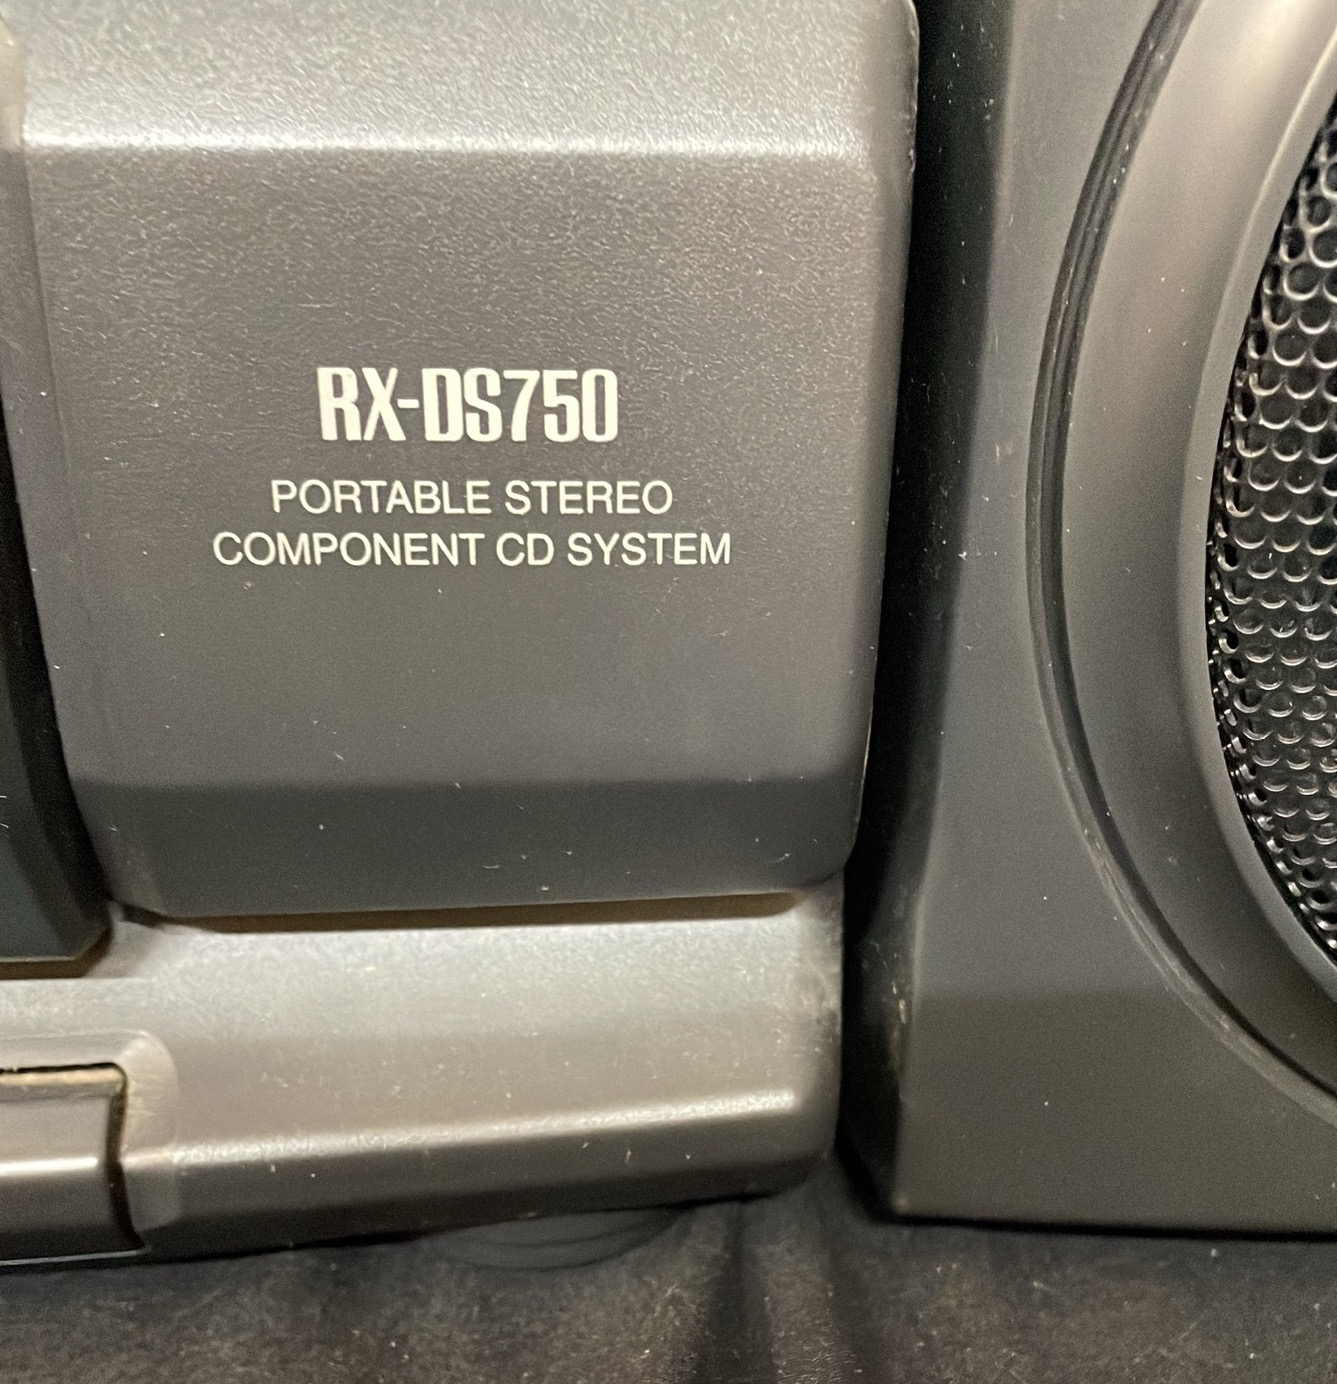 RX-DS750
PORTABLE STEREO
COMPONENT CD SYSTEM